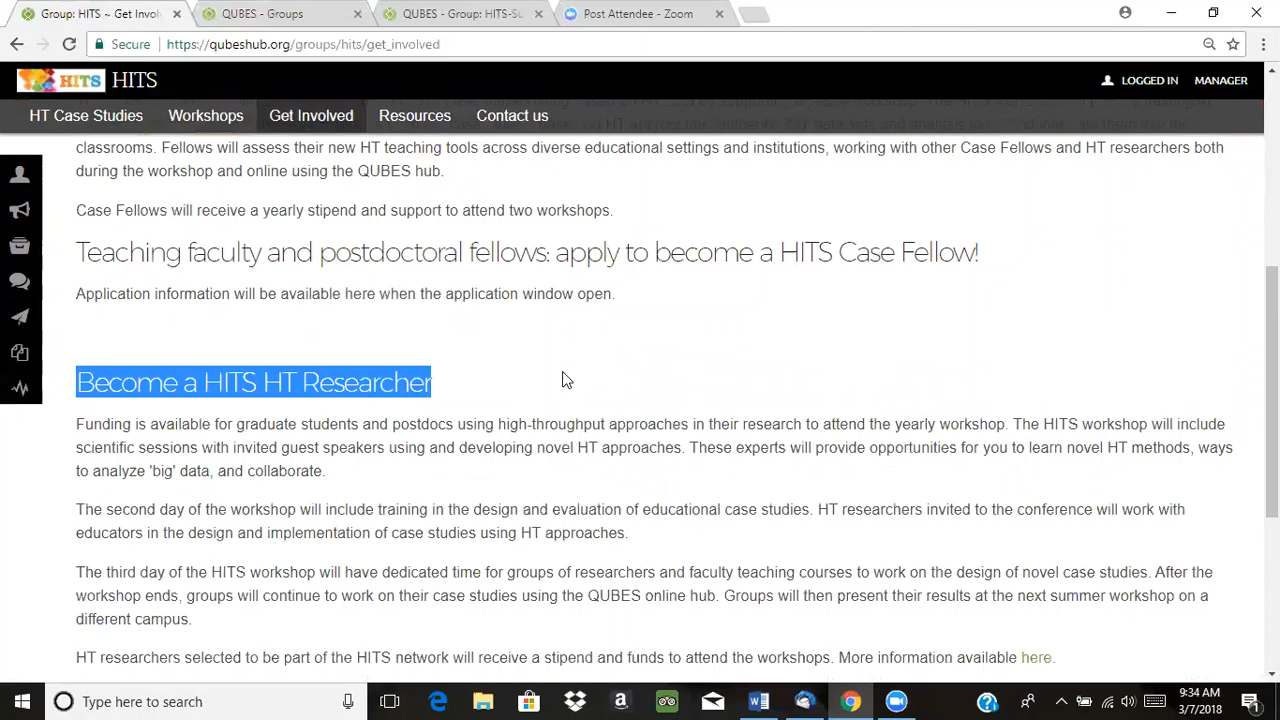 Group: HITS ~ Get Invol
QUBES - Groups
QUBES - Group: HITS-Su
Post Attendee - Zoom
Secure
https://qubeshub.org/groups/hits/get_involved
HITS HITS
LOGGED IN MANAGER
HT Case Studies Workshops Get Involved Resources Contact us
classrooms. Fellows will assess their new HT teaching tools across diverse educational settings and institutions, working with other Case Fellows and HT researchers both
during the workshop and online using the QUBES hub.
Case Fellows will receive a yearly stipend and support to attend two workshops.
Teaching faculty and postdoctoral fellows: apply to become a HITS Case Fellow!
Application information will be available here when the application window open.
Become a HITS HT Researcher
Funding is available for graduate students and postdocs using high-throughput approaches in their research to attend the yearly workshop. The HITS workshop will include
scientific sessions with invited guest speakers using and developing novel HT approaches. These experts will provide opportunities for you to learn novel HT methods, ways
to analyze 'big' data, and collaborate.
The second day of the workshop will include training in the design and evaluation of educational case studies. HT researchers invited to the conference will work with
educators in the design and implementation of case studies using HT approaches.
The third day of the HITS workshop will have dedicated time for groups of researchers and faculty teaching courses to work on the design of novel case studies. After the
workshop ends, groups will continue to work on their case studies using the QUBES online hub. Groups will then present their results at the next summer workshop on a
different campus.
HT researchers selected to be part of the HITS network will receive a stipend and funds to attend the workshops. More information available here.
Type here to search
9:34 AM
3/7/2018